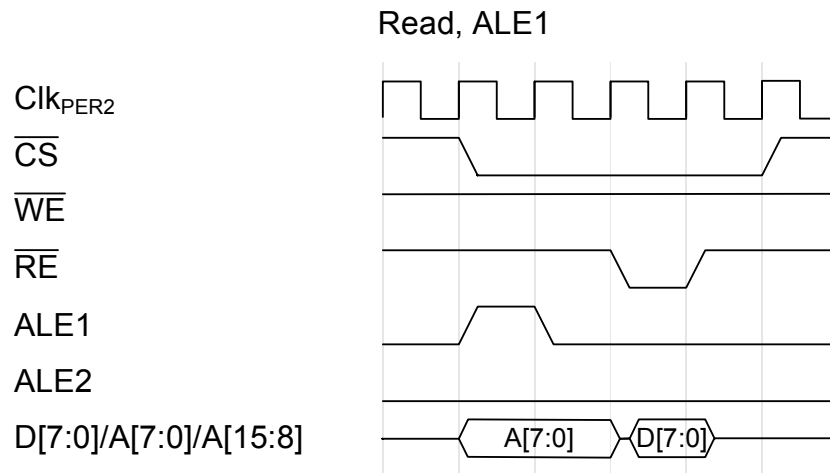 Read, ALE1
ClkPER2
CS
WE
RE
ALE1
ALE2
D[7:0]/A[7:0]/A[15:8]
A[7:0]
D[7:0]